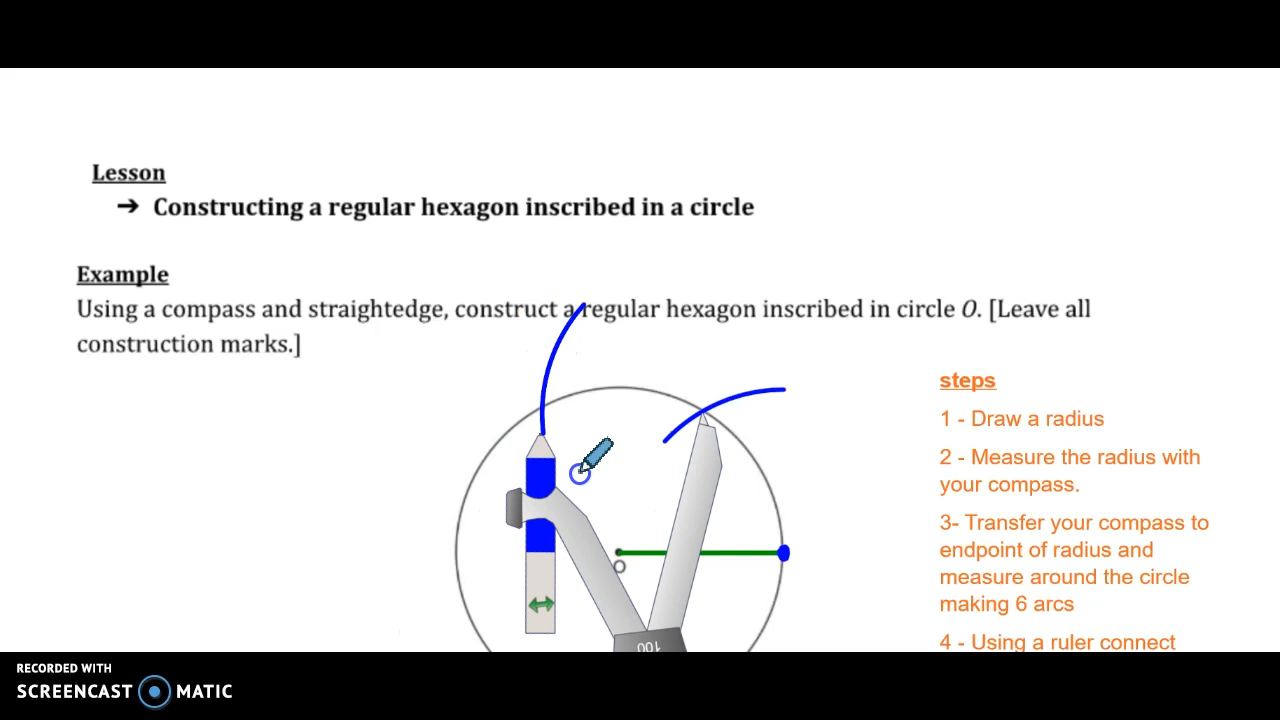 Lesson
➔ Constructing a regular hexagon inscribed in a circle
Example
Using a compass and straightedge, construct a regular hexagon inscribed in circle O. [Leave all
construction marks.]
steps
1 - Draw a radius
2 - Measure the radius with
your compass.
3- Transfer your compass to
endpoint of radius and
measure around the circle
making 6 arcs
4 - Using a ruler connect
O
100
RECORDED WITH
SCREENCAST MATIC